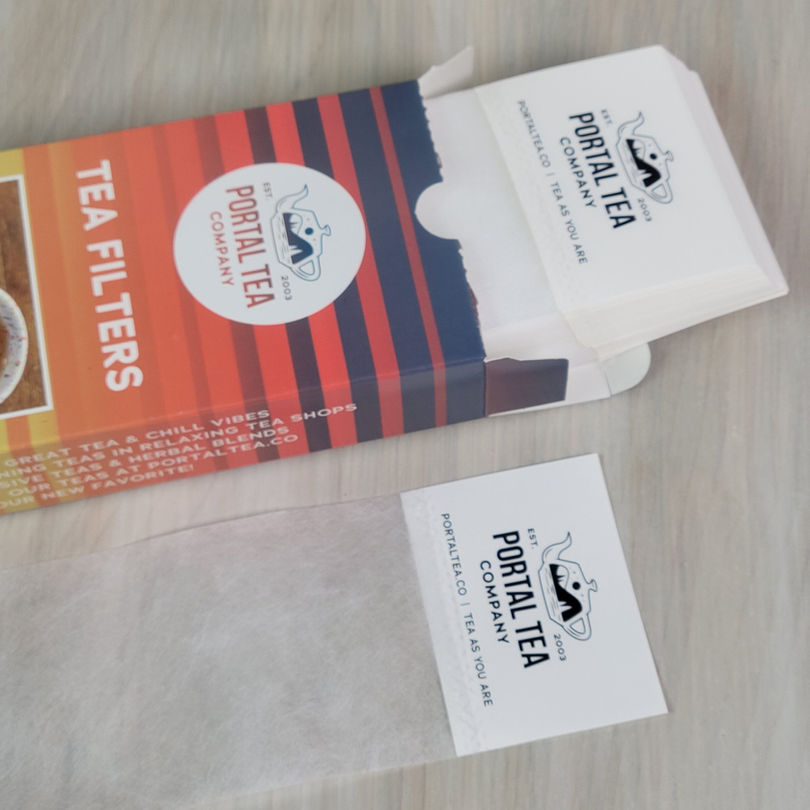 TEA FILTERS
EST.
2003
PORTAL TEA
COMPANY
GREAT TEA & CHILL VIBES
TEAS IN RELAXING TEA SHOPS
TEAS & HERBAL BLENDS
OUR TEAS AT PORTALTEA.CO
NEW FAVORITE!
EST.
2003
PORTAL TEA
COMPANY
PORTALTEA.CO | TEA AS YOU ARE
EST.
2003
PORTAL TEA
COMPANY
PORTALTEA.CO | TEA AS YOU ARE